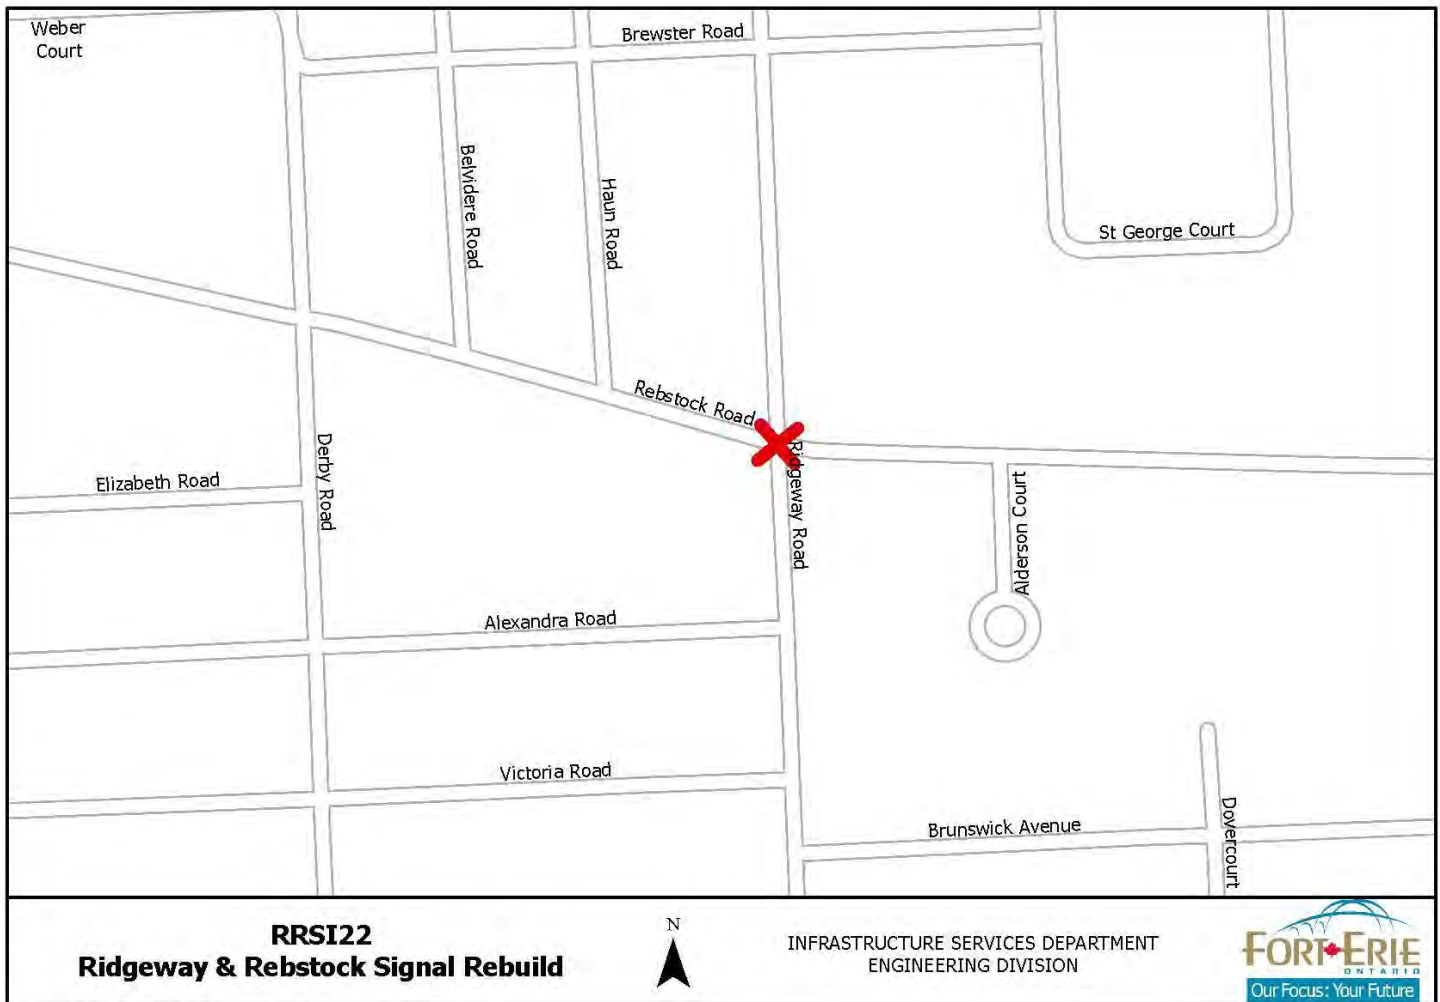 Weber
Court
Brewster Road
Belvidere Road
Haun Road
St George Court
Rebstock Road
Ridgeway Road
Derby Road
Elizabeth Road
Alderson Court
Alexandra Road
Victoria Road
Brunswick Avenue
Dovercourt
RRSI22
Ridgeway & Rebstock Signal Rebuild
N
INFRASTRUCTURE SERVICES DEPARTMENT
ENGINEERING DIVISION
FORT ERIE
ONTARIO
Our Focus: Your Future